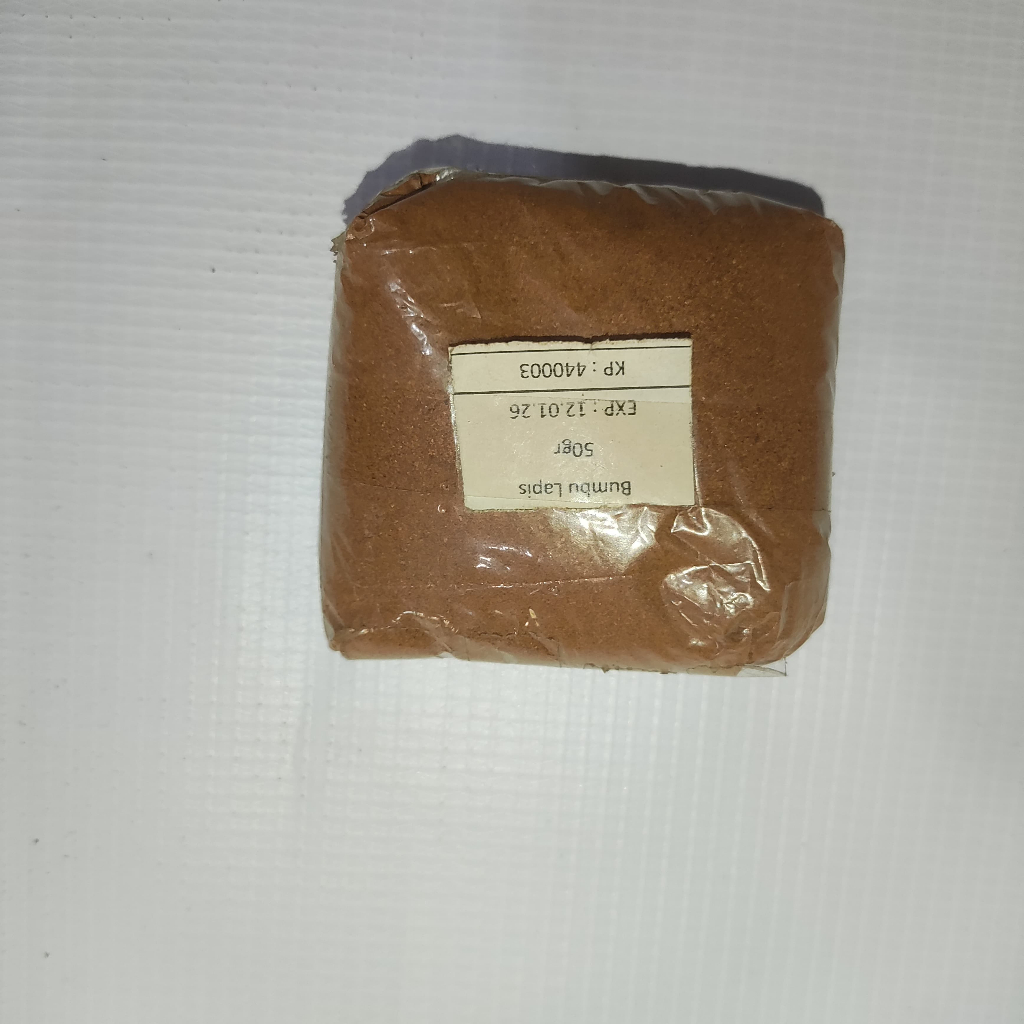 Bumbu Lapis
50gr
EXP : 12.01.26
KP : 440003